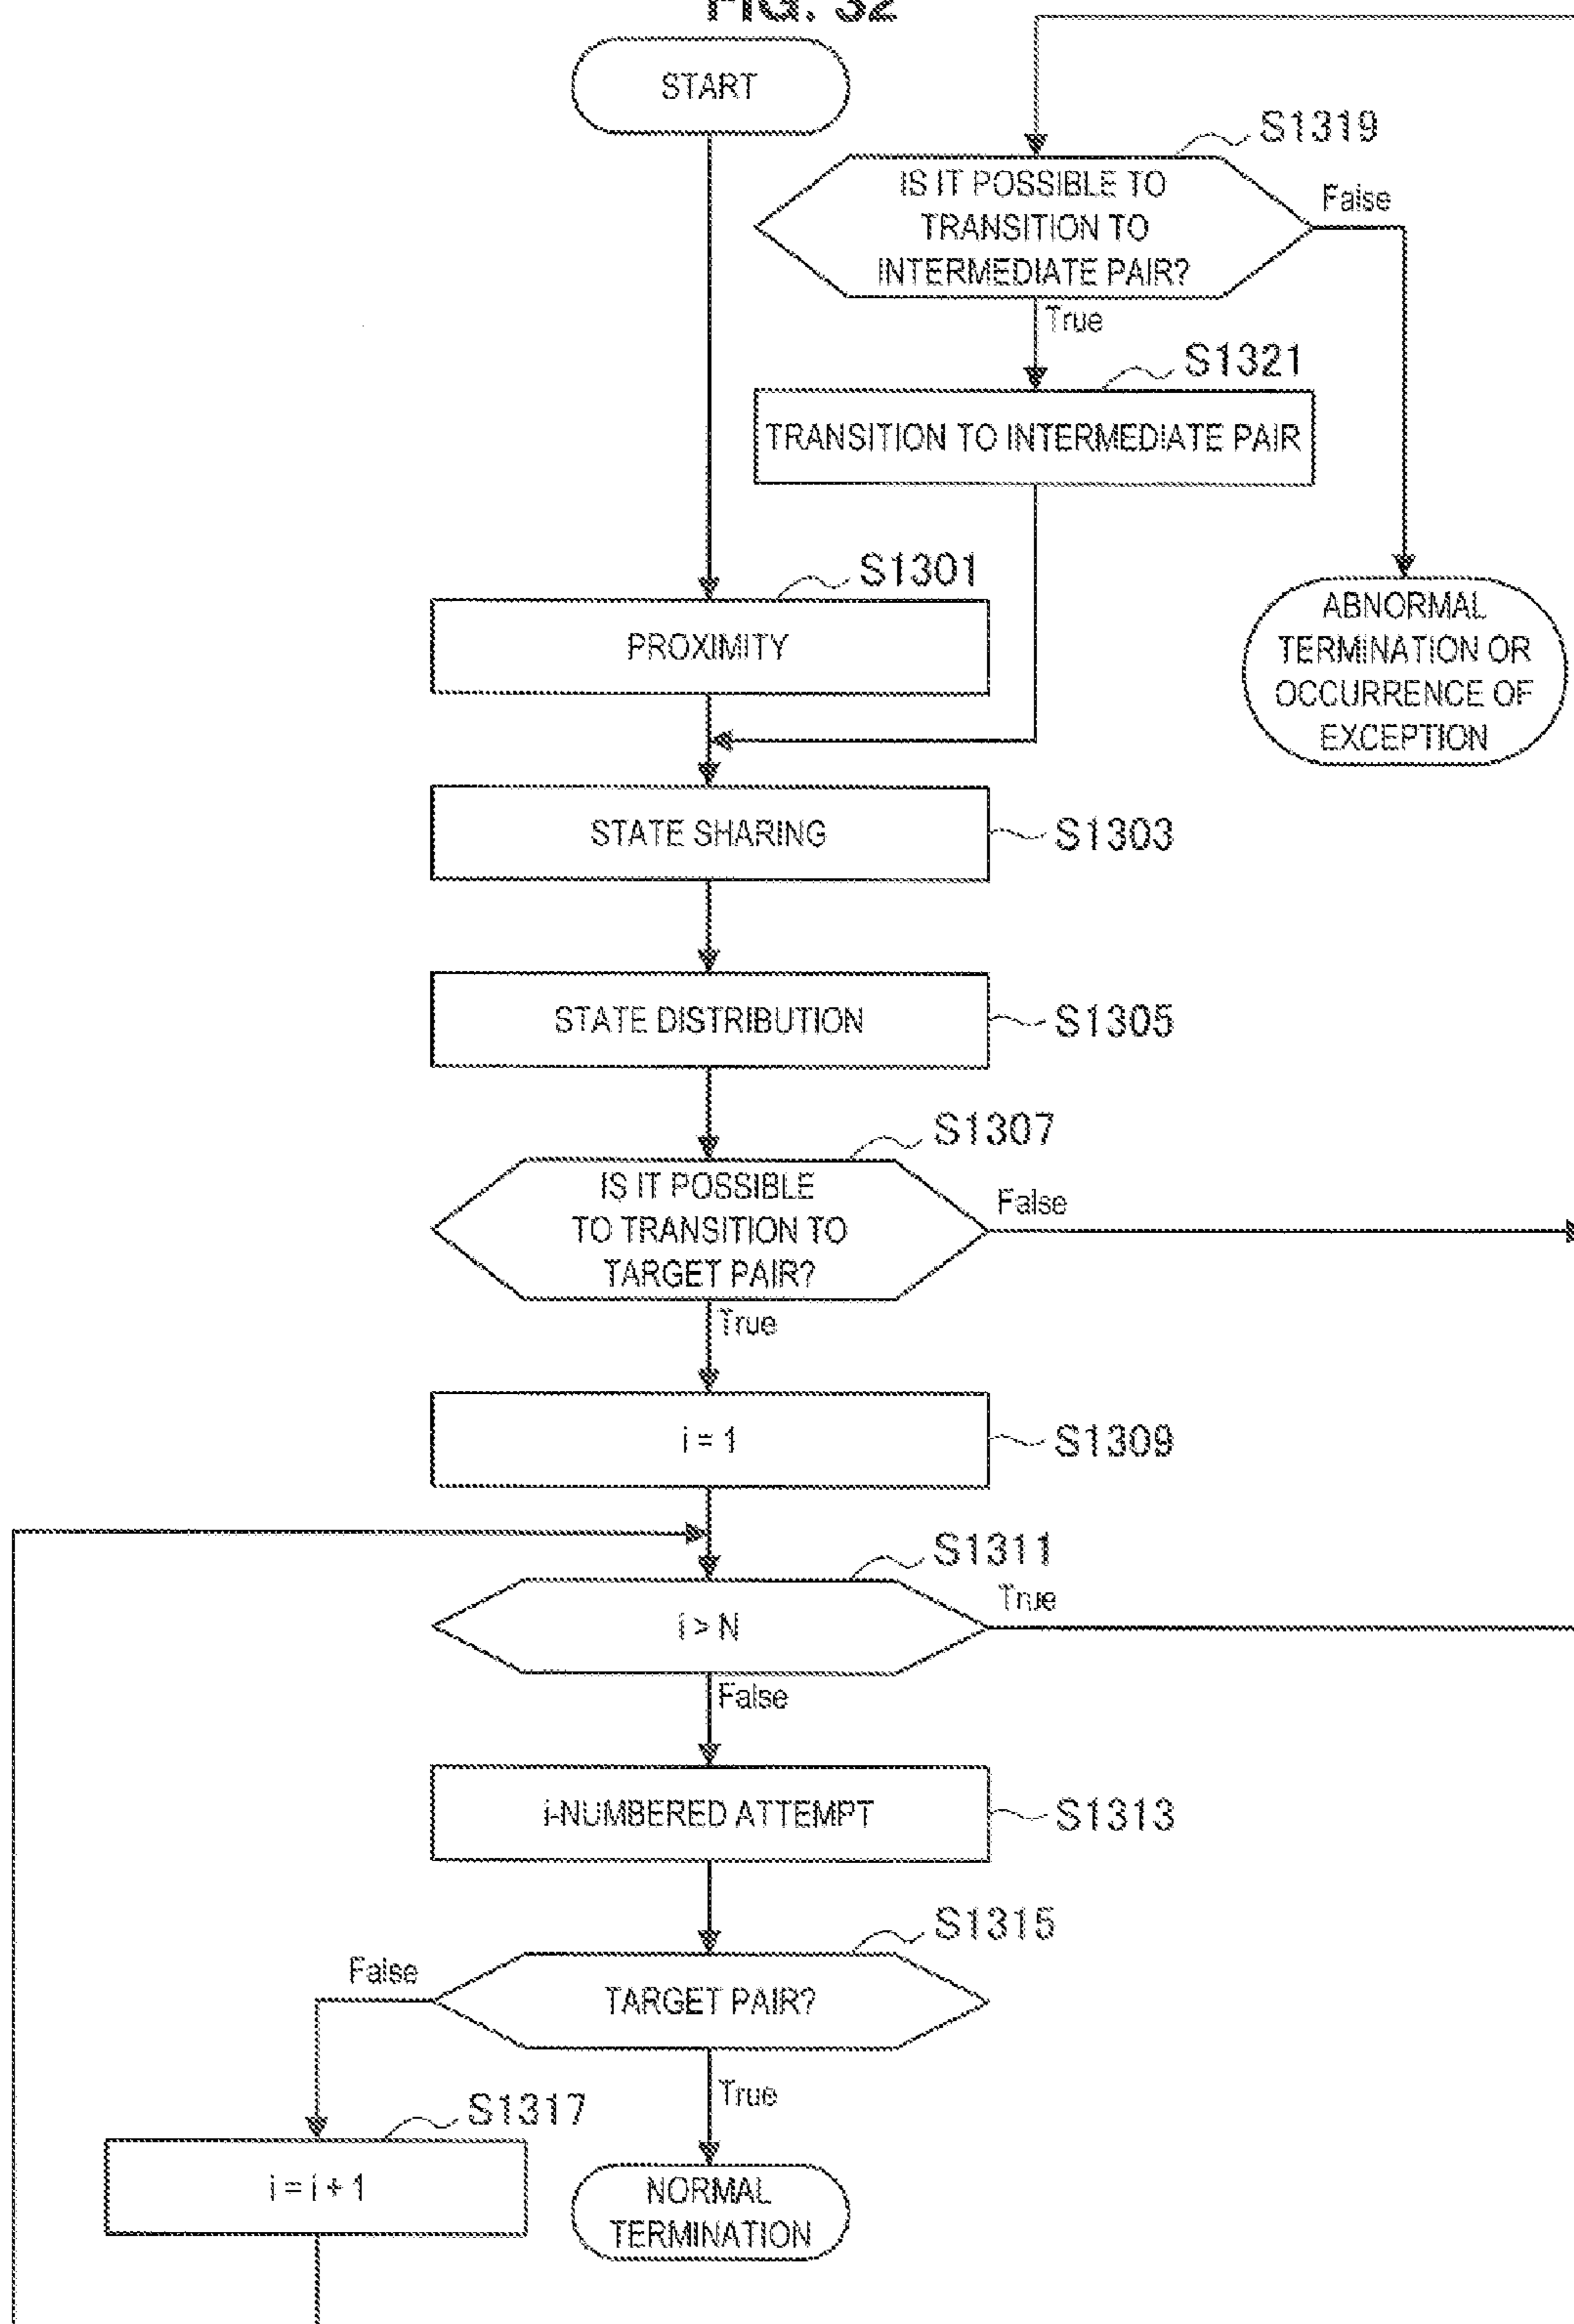 FIG. 32
START
S1319
IS IT POSSIBLE TO
TRANSITION TO
INTERMEDIATE PAIR?
False
True
S1321
TRANSITION TO INTERMEDIATE PAIR
S1301
PROXIMITY
ABNORMAL
TERMINATION OR
OCCURRENCE OF
EXCEPTION
STATE SHARING
S1303
STATE DISTRIBUTION
S1305
S1307
IS IT POSSIBLE
TO TRANSITION TO
TARGET PAIR?
False
True
i = 1
S1309
S1311
i > N
True
False
i-NUMBERED ATTEMPT
S1313
S1315
TARGET PAIR?
False
True
S1317
i = i + 1
NORMAL
TERMINATION